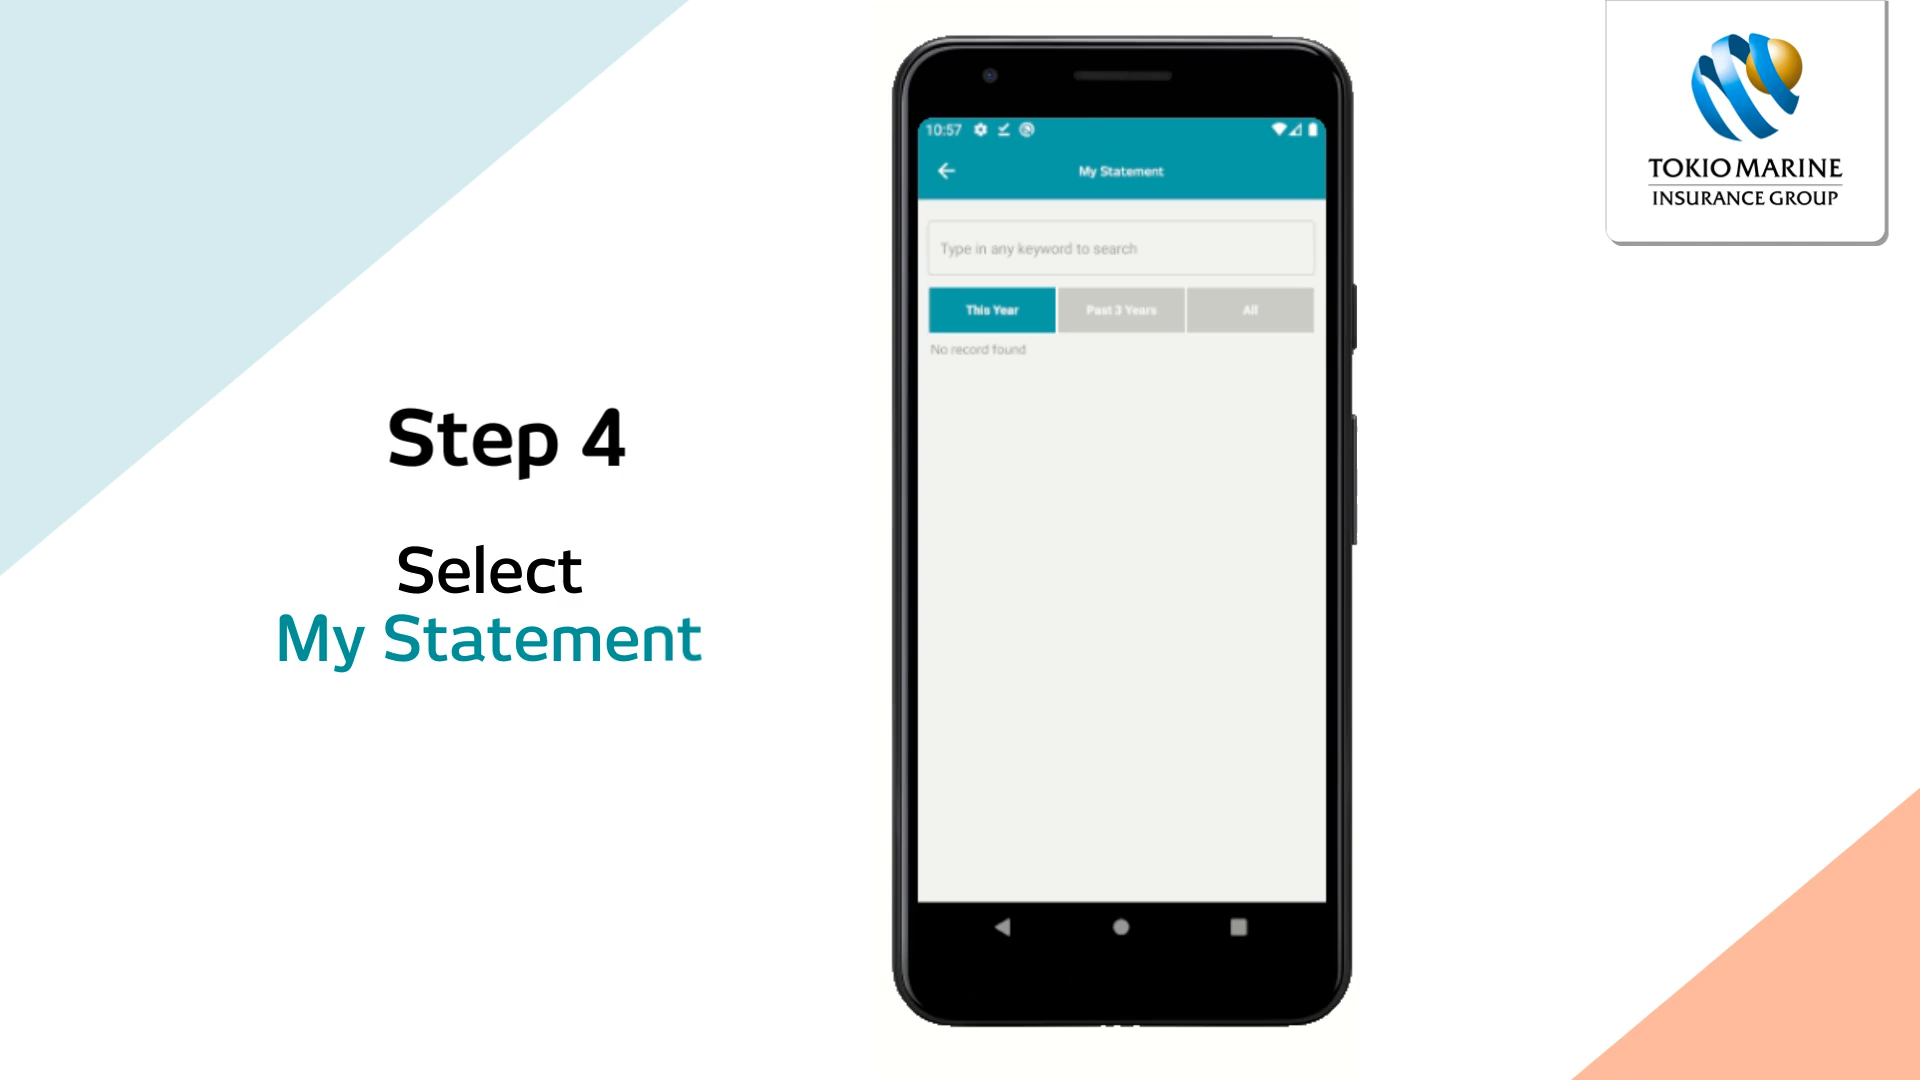 Step 4
Select
My Statement
10:57
My Statement
Type in any keyword to search
This Year
Past 3 Years
All
No record found
TOKIO MARINE
INSURANCE GROUP